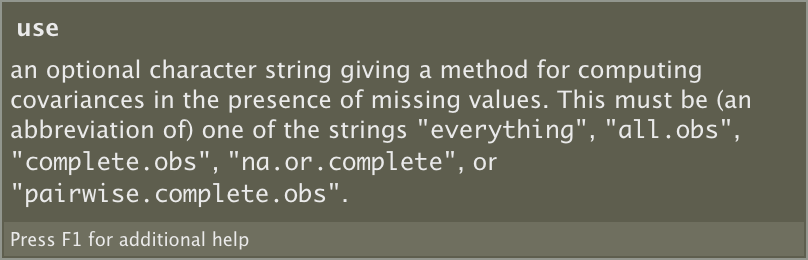 use
an optional character string giving a method for computing
covariances in the presence of missing values. This must be (an
abbreviation of) one of the strings "everything", "all.obs",
"complete.obs", "na.or.complete", or
"pairwise.complete.obs".
Press F1 for additional help